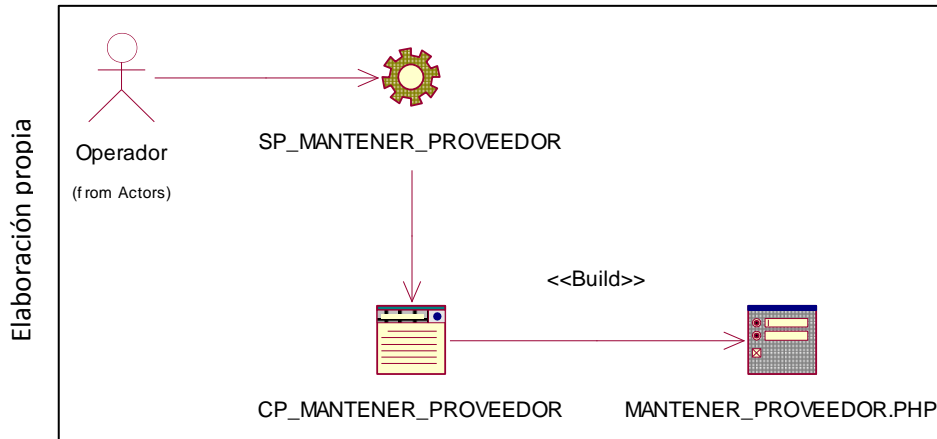 Elaboración propia
Operador
(from Actors)
SP_MANTENER_PROVEEDOR
<<Build>>
CP_MANTENER_PROVEEDOR
MANTENER_PROVEEDOR.PHP